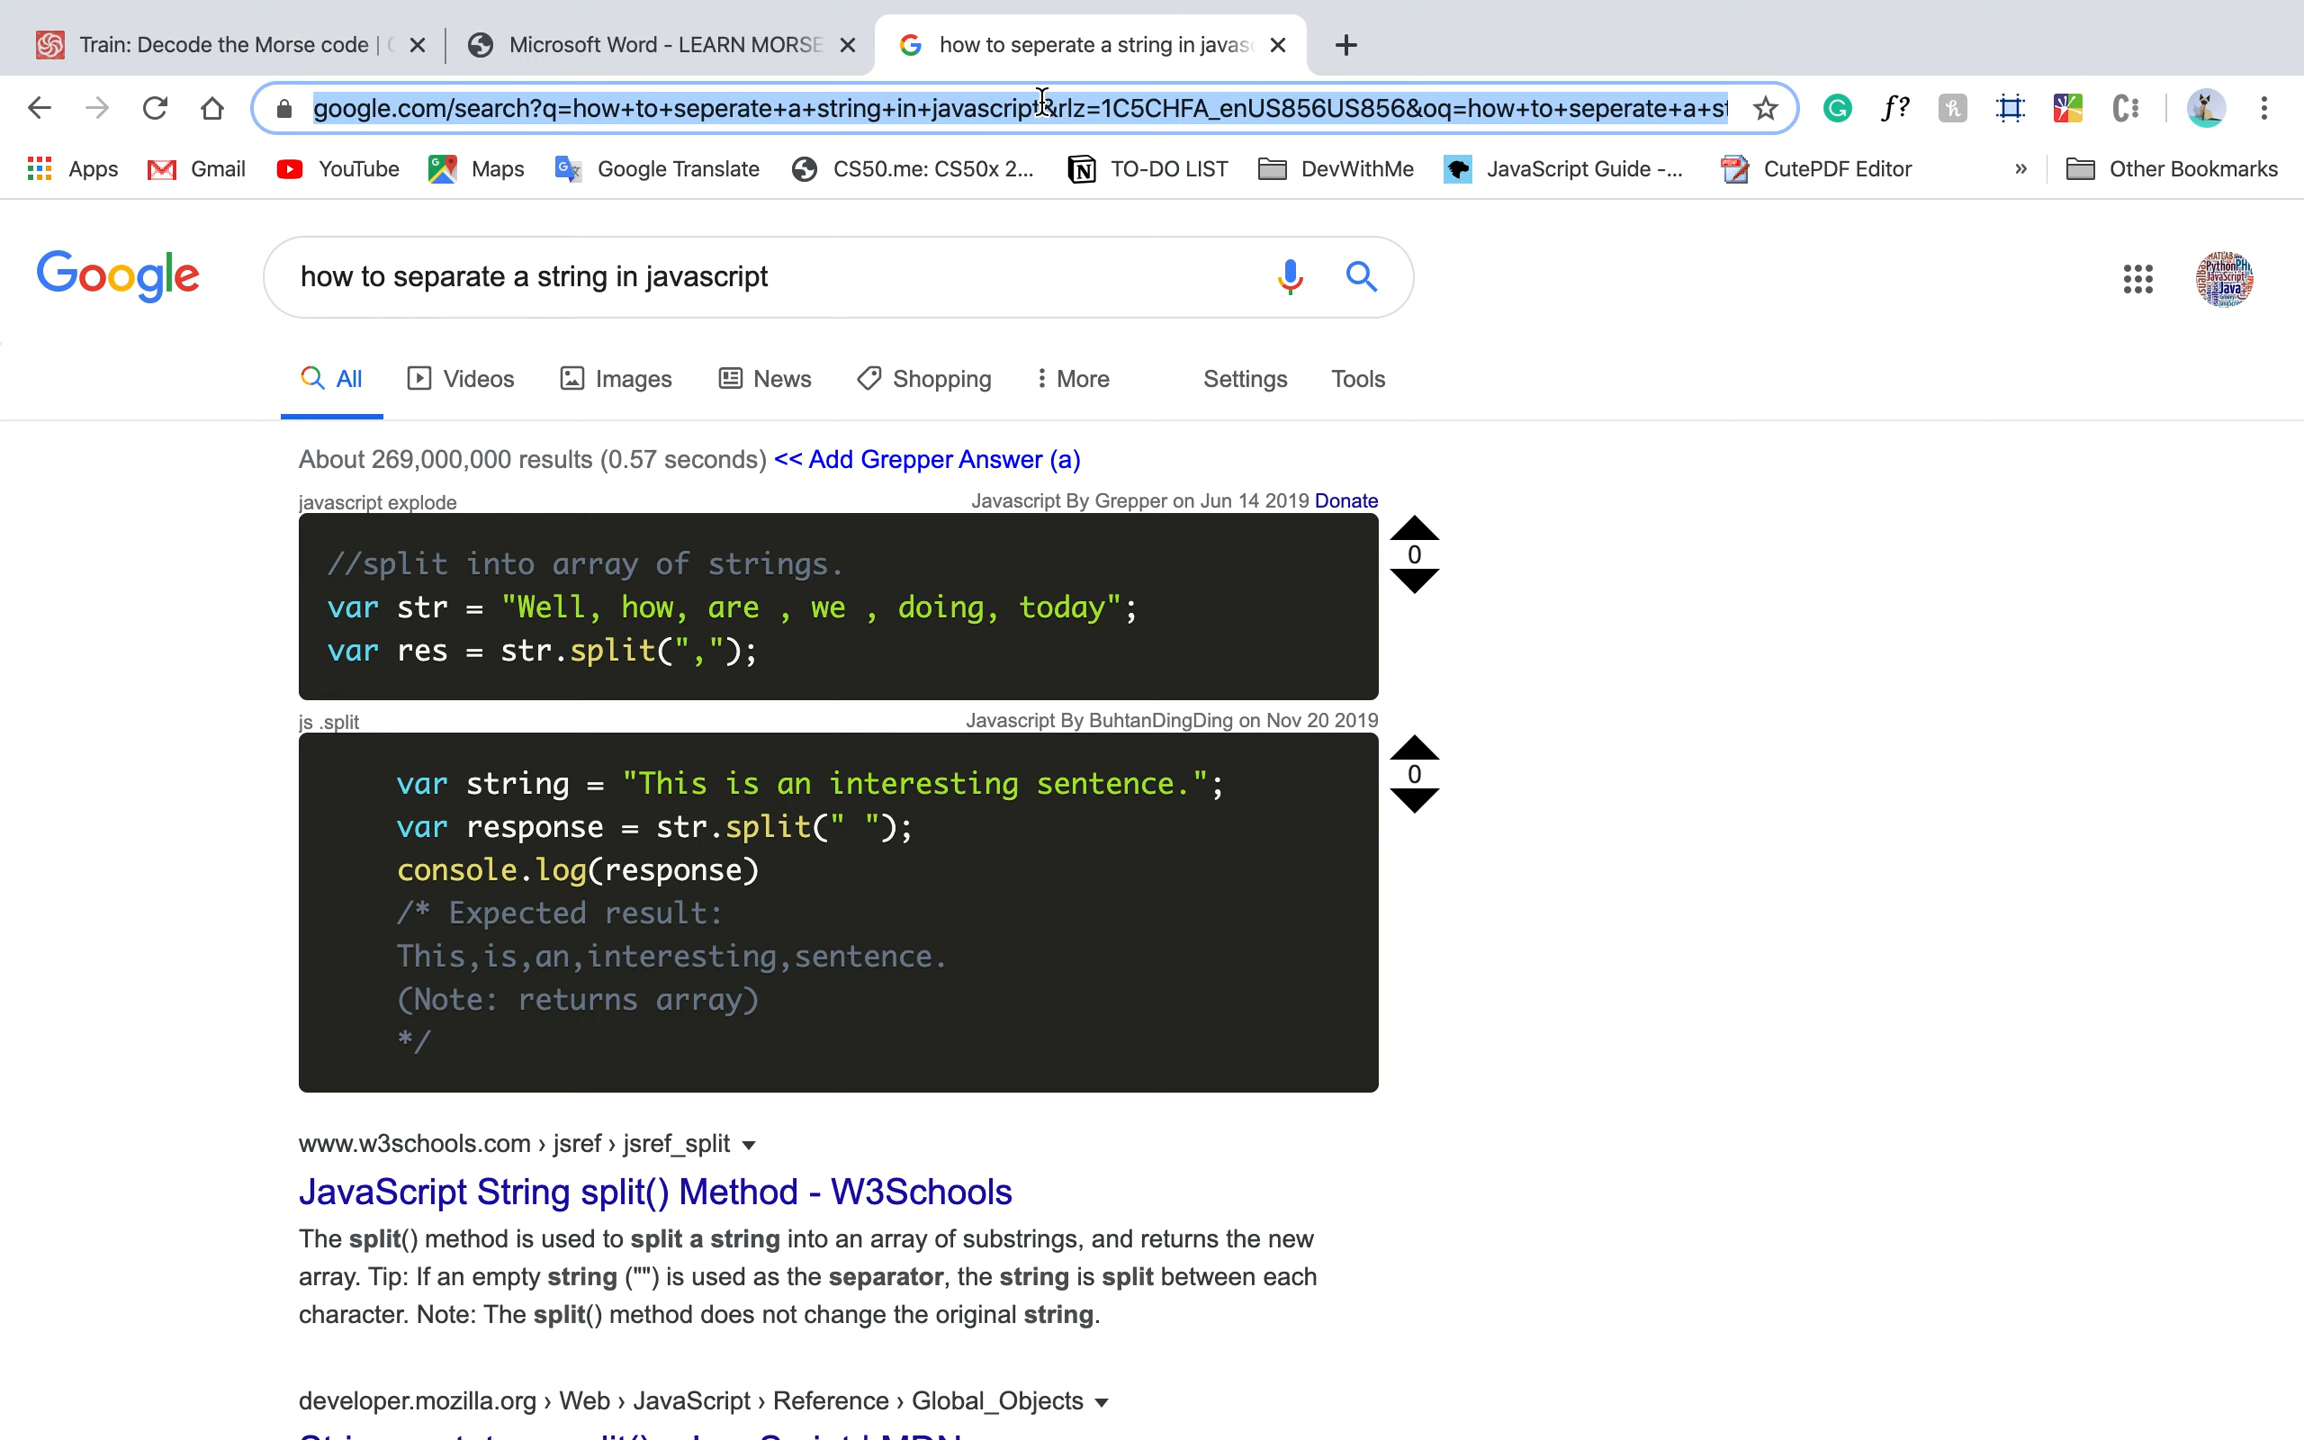 Train: Decode the Morse code |
Microsoft Word - LEARN MORSE
how to seperate a string in javas
google.com/search?q=how+to+seperate+a+string+in+javascript&rlz=1C5CHFA_enUS856US856&oq=how+to+seperate+a+st
f?
Apps Gmail YouTube Maps Google Translate CS50.me: CS50x 2... TO-DO LIST DevWithMe JavaScript Guide -... CutePDF Editor » Other Bookmarks
Google
how to separate a string in javascript
All Videos Images News Shopping More Settings Tools
About 269,000,000 results (0.57 seconds) << Add Grepper Answer (a)
javascript explode Javascript By Grepper on Jun 14 2019 Donate
//split into array of strings.
var str = "Well, how, are , we , doing, today";
var res = str.split(",");
0
js .split Javascript By BuhtanDingDing on Nov 20 2019
var string = "This is an interesting sentence.";
var response = str.split(" ");
console.log(response)
/* Expected result:
This,is,an,interesting,sentence.
(Note: returns array)
*/
0
www.w3schools.com › jsref › jsref_split
JavaScript String split() Method - W3Schools
The split() method is used to split a string into an array of substrings, and returns the new
array. Tip: If an empty string ("") is used as the separator, the string is split between each
character. Note: The split() method does not change the original string.
developer.mozilla.org › Web › JavaScript › Reference › Global_Objects